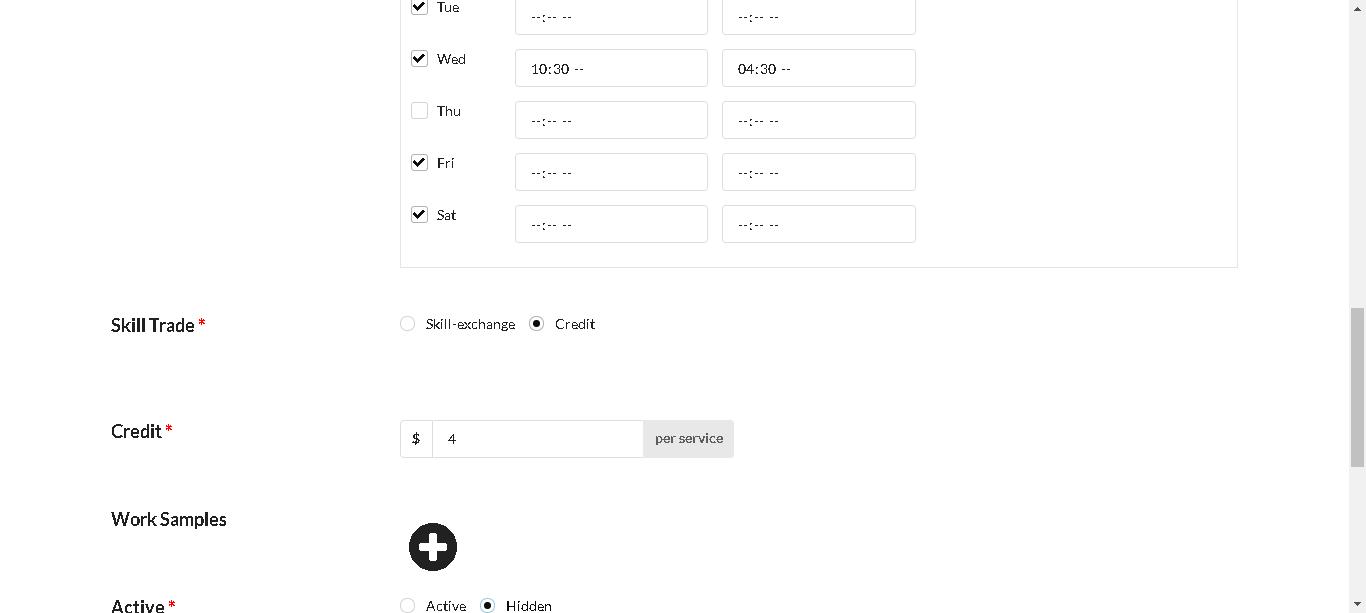 Tue --:-- -- --:-- --
Wed 10:30 -- 04:30 --
Thu --:-- -- --:-- --
Fri --:-- -- --:-- --
Sat --:-- -- --:-- --
Skill Trade * Skill-exchange Credit
Credit * $ 4 per service
Work Samples
Active * Active Hidden